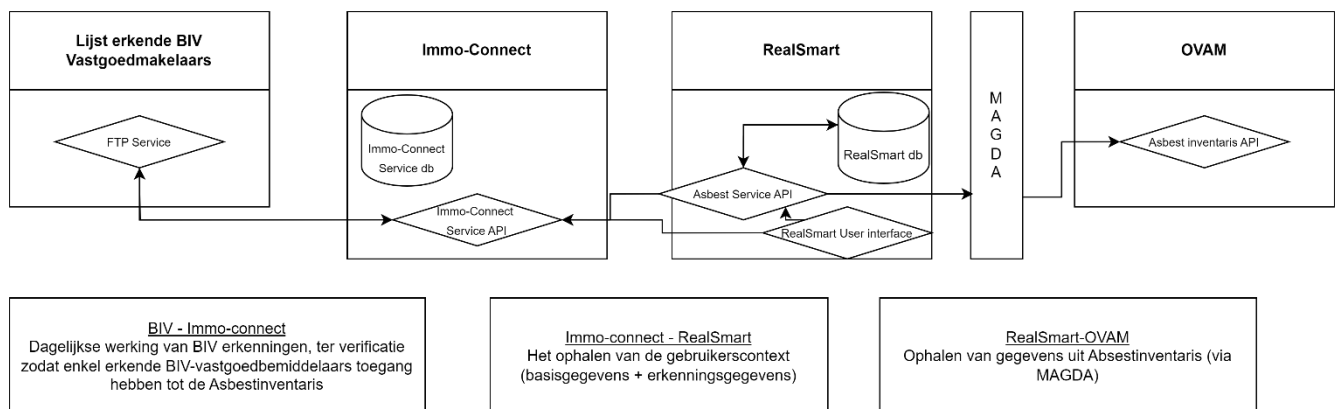 Lijst erkende BIV
Vastgoedmakelaars
FTP Service
Immo-Connect
Immo-Connect
Service db
Immo-Connect
Service API
RealSmart
RealSmart db
Asbest Service API
RealSmart User interface
M
A
G
D
A
OVAM
Asbest inventaris API
BIV - Immo-connect
Dagelijkse werking van BIV erkenningen, ter verificatie
zodat enkel erkende BIV-vastgoedbemiddelaars toegang
hebben tot de Asbestinventaris
Immo-connect - RealSmart
Het ophalen van de gebruikerscontext
(basisgegevens + erkenningsgegevens)
RealSmart-OVAM
Ophalen van gegevens uit Absestinventaris (via
MAGDA)